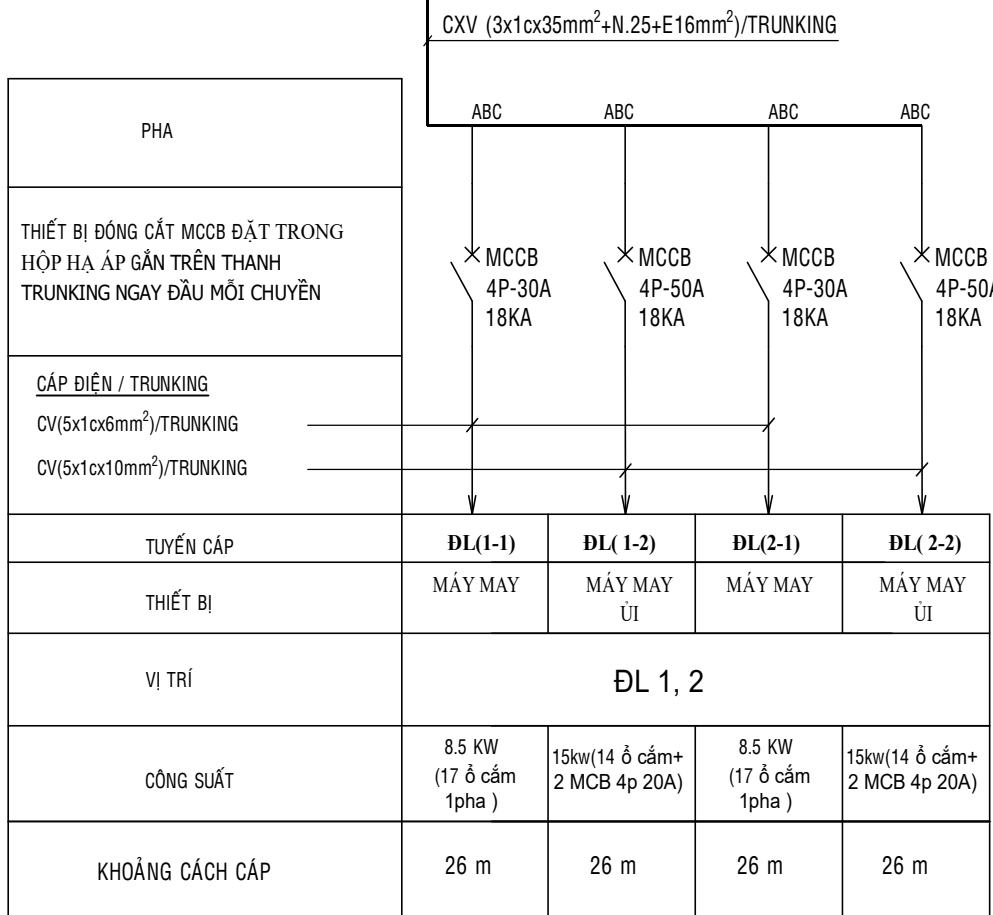 CXV (3x1cx35mm²+N.25+E16mm²)/TRUNKING
PHA
ABC ABC ABC ABC
THIẾT BỊ ĐÓNG CẮT MCCB ĐẶT TRONG
HỘP HẠ ÁP GẮN TRÊN THANH
TRUNKING NGAY ĐẦU MỖI CHUYỀN
MCCB
4P-30A
18KA
MCCB
4P-50A
18KA
MCCB
4P-30A
18KA
MCCB
4P-50A
18KA
CÁP ĐIỆN / TRUNKING
CV(5x1cx6mm²)/TRUNKING
CV(5x1cx10mm²)/TRUNKING
TUYẾN CÁP
ĐL(1-1)
ĐL( 1-2)
ĐL(2-1)
ĐL( 2-2)
THIẾT BỊ
MÁY MAY
MÁY MAY
ỦI
MÁY MAY
MÁY MAY
ỦI
VỊ TRÍ
ĐL 1, 2
CÔNG SUẤT
8.5 KW
(17 ổ cắm
1pha )
15kw(14 ổ cắm+
2 MCB 4p 20A)
8.5 KW
(17 ổ cắm
1pha )
15kw(14 ổ cắm+
2 MCB 4p 20A)
KHOẢNG CÁCH CÁP
26 m
26 m
26 m
26 m